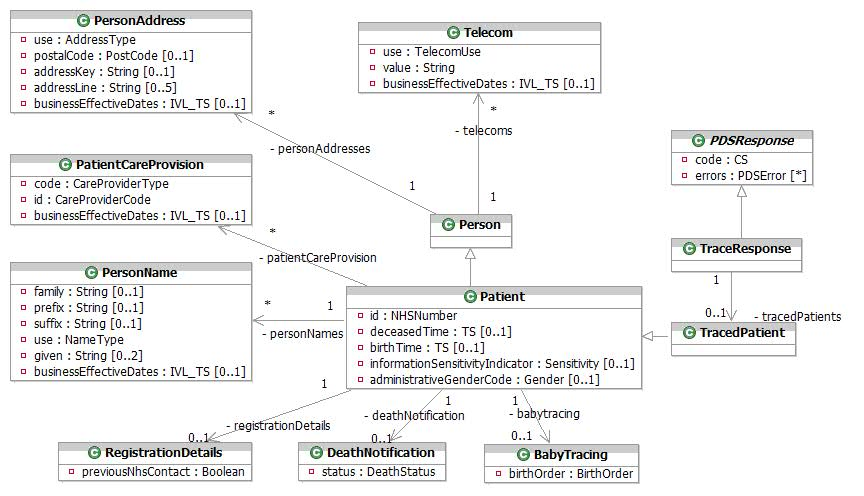 PersonAddress
use : AddressType
postalCode : PostCode [0..1]
addressKey : String [0..1]
addressLine : String [0..5]
businessEffectiveDates : IVL_TS [0..1]
Telecom
use : TelecomUse
value : String
businessEffectiveDates : IVL_TS [0..1]
*
- personAddresses
1
*
- telecoms
1
PDSResponse
code : CS
errors : PDSError [*]
PatientCareProvision
code : CareProviderType
id : CareProviderCode
businessEffectiveDates : IVL_TS [0..1]
*
- patientCareProvision
Person
TraceResponse
1
0..1
- tracedPatients
TracedPatient
PersonName
family : String [0..1]
prefix : String [0..1]
suffix : String [0..1]
use : NameType
given : String [0..2]
businessEffectiveDates : IVL_TS [0..1]
*
1
- personNames
Patient
id : NHSNumber
deceasedTime : TS [0..1]
birthTime : TS [0..1]
informationSensitivityIndicator : Sensitivity [0..1]
administrativeGenderCode : Gender [0..1]
1
- registrationDetails
0..1
1
- deathNotification
0..1
1
- babytracing
0..1
RegistrationDetails
previousNhsContact : Boolean
DeathNotification
status : DeathStatus
BabyTracing
birthOrder : BirthOrder